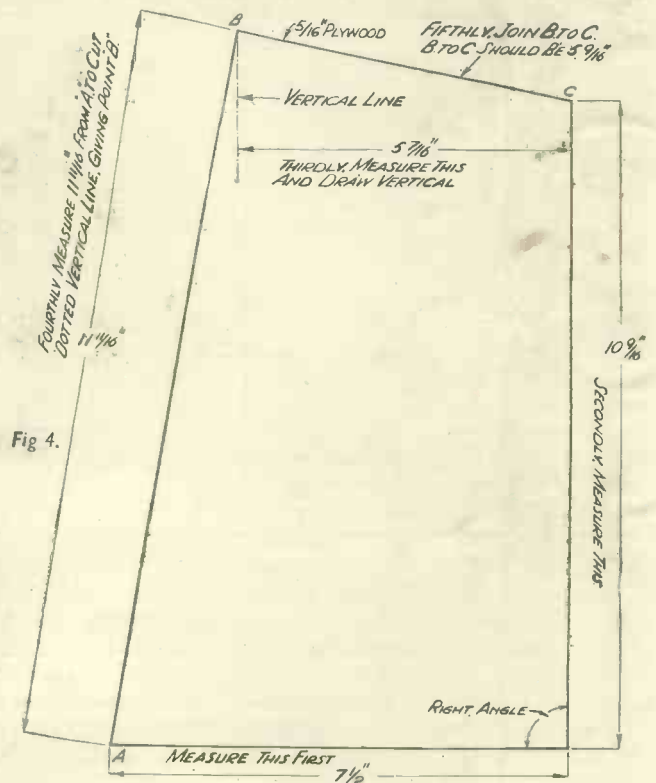 B
5/16" PLYWOOD
FIFTHLY. JOIN B.TO C.
B TO C SHOULD BE 5 9/16"
C
VERTICAL LINE
5 7/16"
THIRDLY. MEASURE THIS
AND DRAW VERTICAL
FOURTHLY MEASURE 11 11/16" FROM A.TO CUT
DOTTED VERTICAL LINE. GIVING POINT B."
11 11/16"
10 9/16"
SECONDLY. MEASURE THIS
Fig 4.
RIGHT. ANGLE
A
MEASURE THIS FIRST
7 1/2"